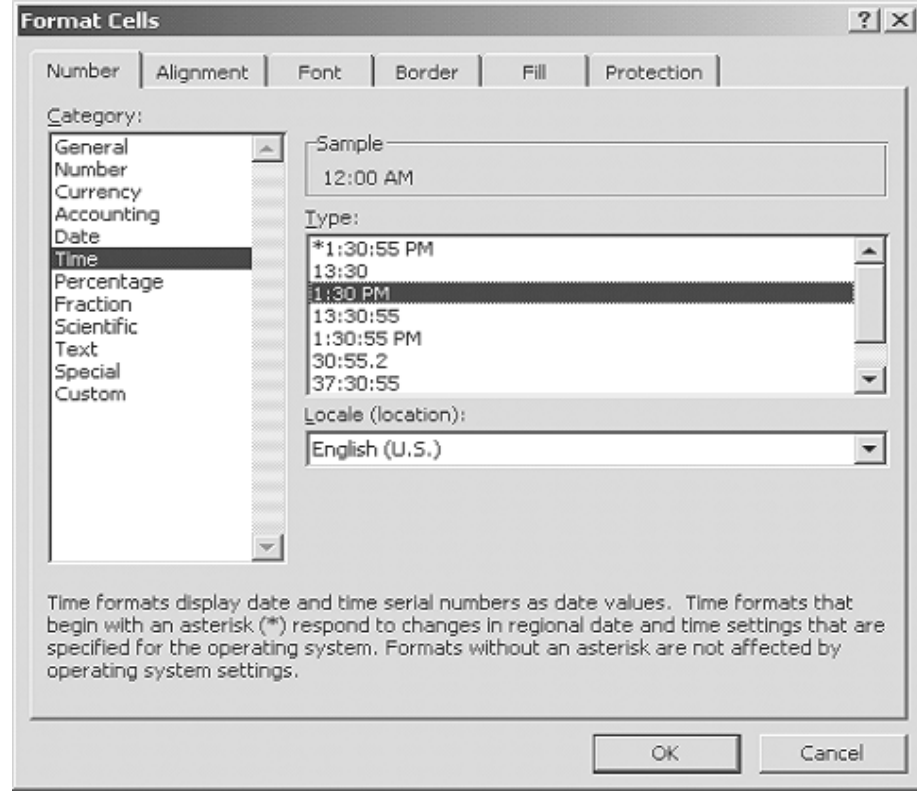 Format Cells
? X
Number Alignment Font Border Fill Protection
Category:
General
Number
Currency
Accounting
Date
Time
Percentage
Fraction
Scientific
Text
Special
Custom
Sample
12:00 AM
Type:
*1:30:55 PM
13:30
1:30 PM
13:30:55
1:30:55 PM
30:55.2
37:30:55
Locale (location):
English (U.S.)
Time formats display date and time serial numbers as date values.  Time formats that
begin with an asterisk (*) respond to changes in regional date and time settings that are
specified for the operating system. Formats without an asterisk are not affected by
operating system settings.
OK Cancel